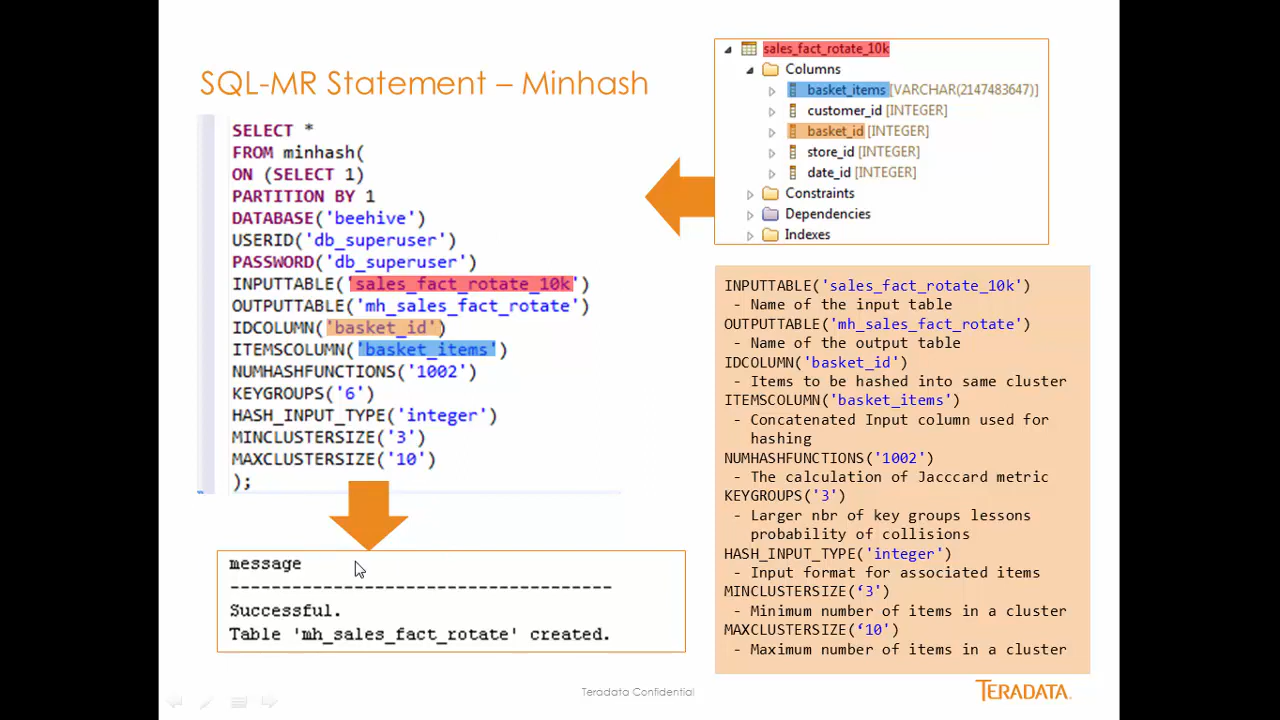 SQL-MR Statement – Minhash
SELECT *
FROM minhash(
ON (SELECT 1)
PARTITION BY 1
DATABASE('beehive')
USERID('db_superuser')
PASSWORD('db_superuser')
INPUTTABLE('sales_fact_rotate_10k')
OUTPUTTABLE('mh_sales_fact_rotate')
IDCOLUMN('basket_id')
ITEMSCOLUMN('basket_items')
NUMHASHFUNCTIONS('1002')
KEYGROUPS('6')
HASH_INPUT_TYPE('integer')
MINCLUSTERSIZE('3')
MAXCLUSTERSIZE('10')
);
message
Successful.
Table 'mh_sales_fact_rotate' created.
sales_fact_rotate_10k
Columns
basket_items [VARCHAR(2147483647)]
customer_id [INTEGER]
basket_id [INTEGER]
store_id [INTEGER]
date_id [INTEGER]
Constraints
Dependencies
Indexes
INPUTTABLE('sales_fact_rotate_10k')
- Name of the input table
OUTPUTTABLE('mh_sales_fact_rotate')
- Name of the output table
IDCOLUMN('basket_id')
- Items to be hashed into same cluster
ITEMSCOLUMN('basket_items')
- Concatenated Input column used for
hashing
NUMHASHFUNCTIONS('1002')
- The calculation of Jacccard metric
KEYGROUPS('3')
- Larger nbr of key groups lessons
probability of collisions
HASH_INPUT_TYPE('integer')
- Input format for associated items
MINCLUSTERSIZE(‘3')
- Minimum number of items in a cluster
MAXCLUSTERSIZE(‘10')
- Maximum number of items in a cluster
Teradata Confidential
TERADATA.